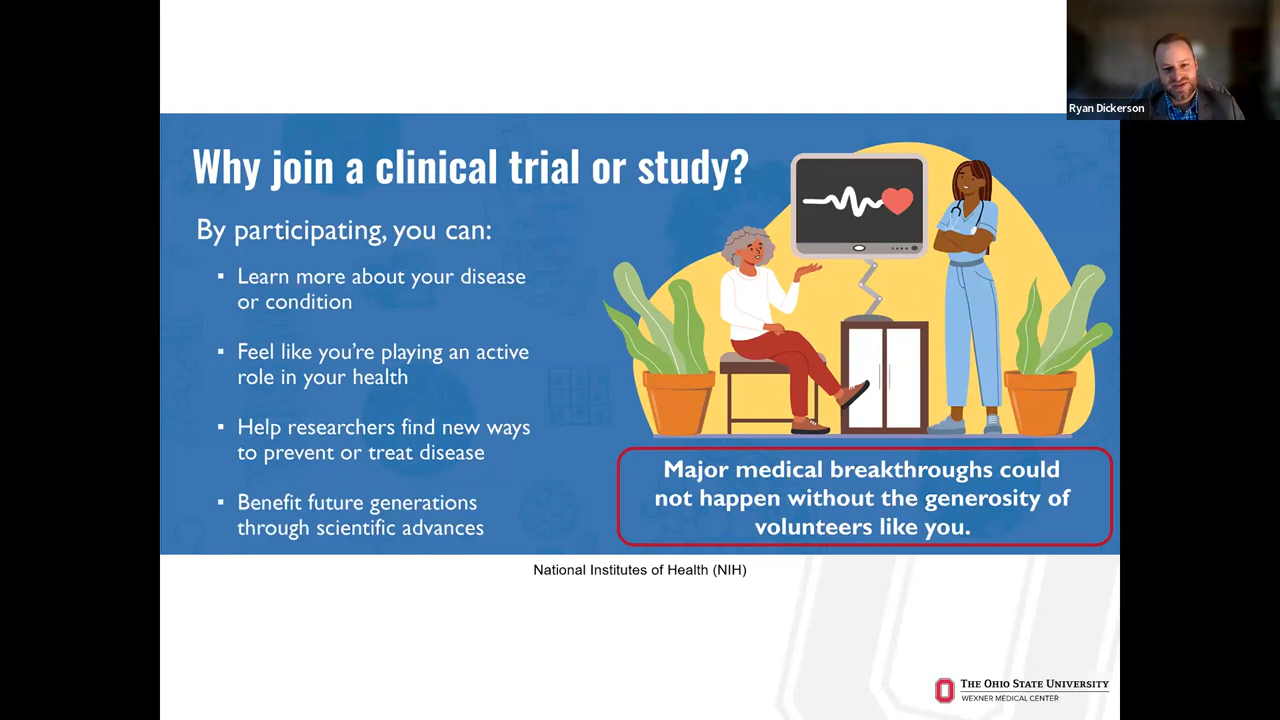 Ryan Dickerson
Why join a clinical trial or study?
By participating, you can:
▪ Learn more about your disease
or condition
▪ Feel like you’re playing an active
role in your health
▪ Help researchers find new ways
to prevent or treat disease
▪ Benefit future generations
through scientific advances
Major medical breakthroughs could
not happen without the generosity of
volunteers like you.
National Institutes of Health (NIH)
THE OHIO STATE UNIVERSITY
WEXNER MEDICAL CENTER